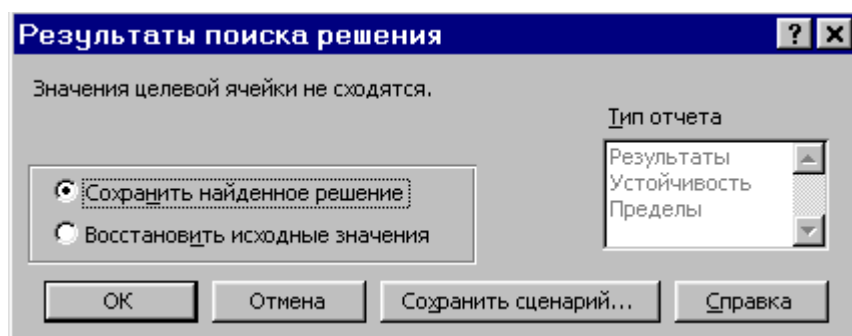 Результаты поиска решения
Значения целевой ячейки не сходятся.
Тип отчета
Результаты
Устойчивость
Пределы
Сохранить найденное решение
Восстановить исходные значения
ОК Отмена Сохранить сценарий... Справка